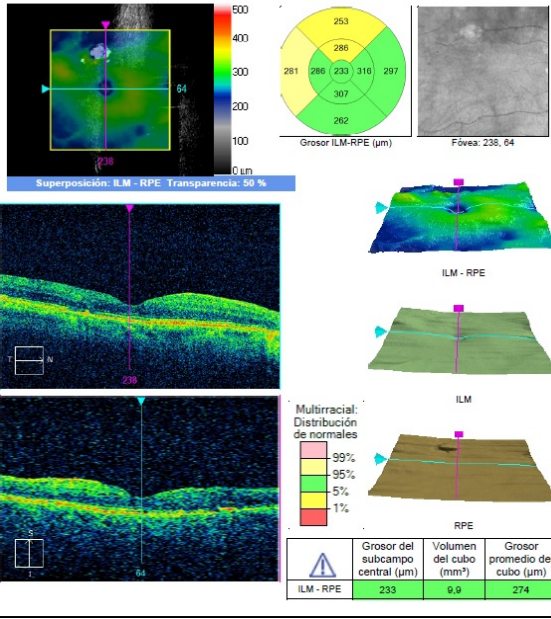 500
400
300
200
100
0 µm
64
238
Superposición: ILM - RPE Transparencia: 50 %
253
286
281 286 233 316 297
307
262
Grosor ILM-RPE (µm)
Fóvea: 238, 64
ILM - RPE
T N
238
ILM
Multirracial:
Distribución
de normales
99%
95%
5%
1%
S
I
64
RPE
Grosor del
subcampo
central (µm)
Volumen
del cubo
(mm³)
Grosor
promedio de
cubo (µm)
ILM - RPE 233 9,9 274